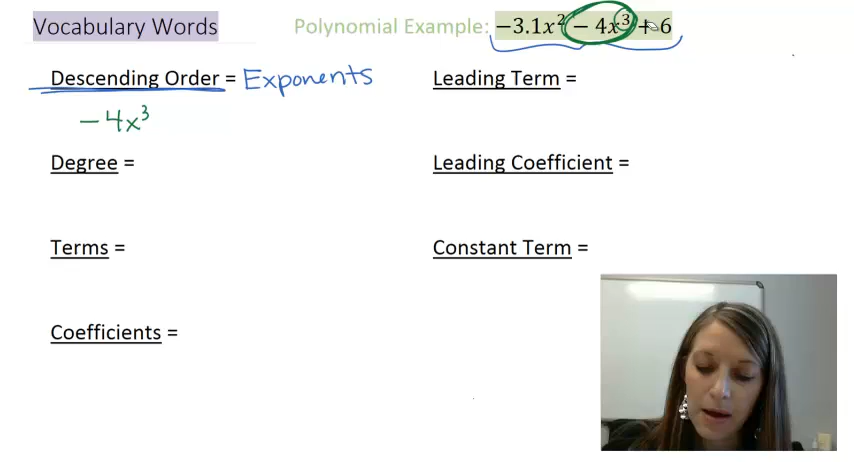 Vocabulary Words
Polynomial Example: −3.1x² − 4x³ + 6
Descending Order = Exponents
−4x³
Degree =
Terms =
Coefficients =
Leading Term =
Leading Coefficient =
Constant Term =